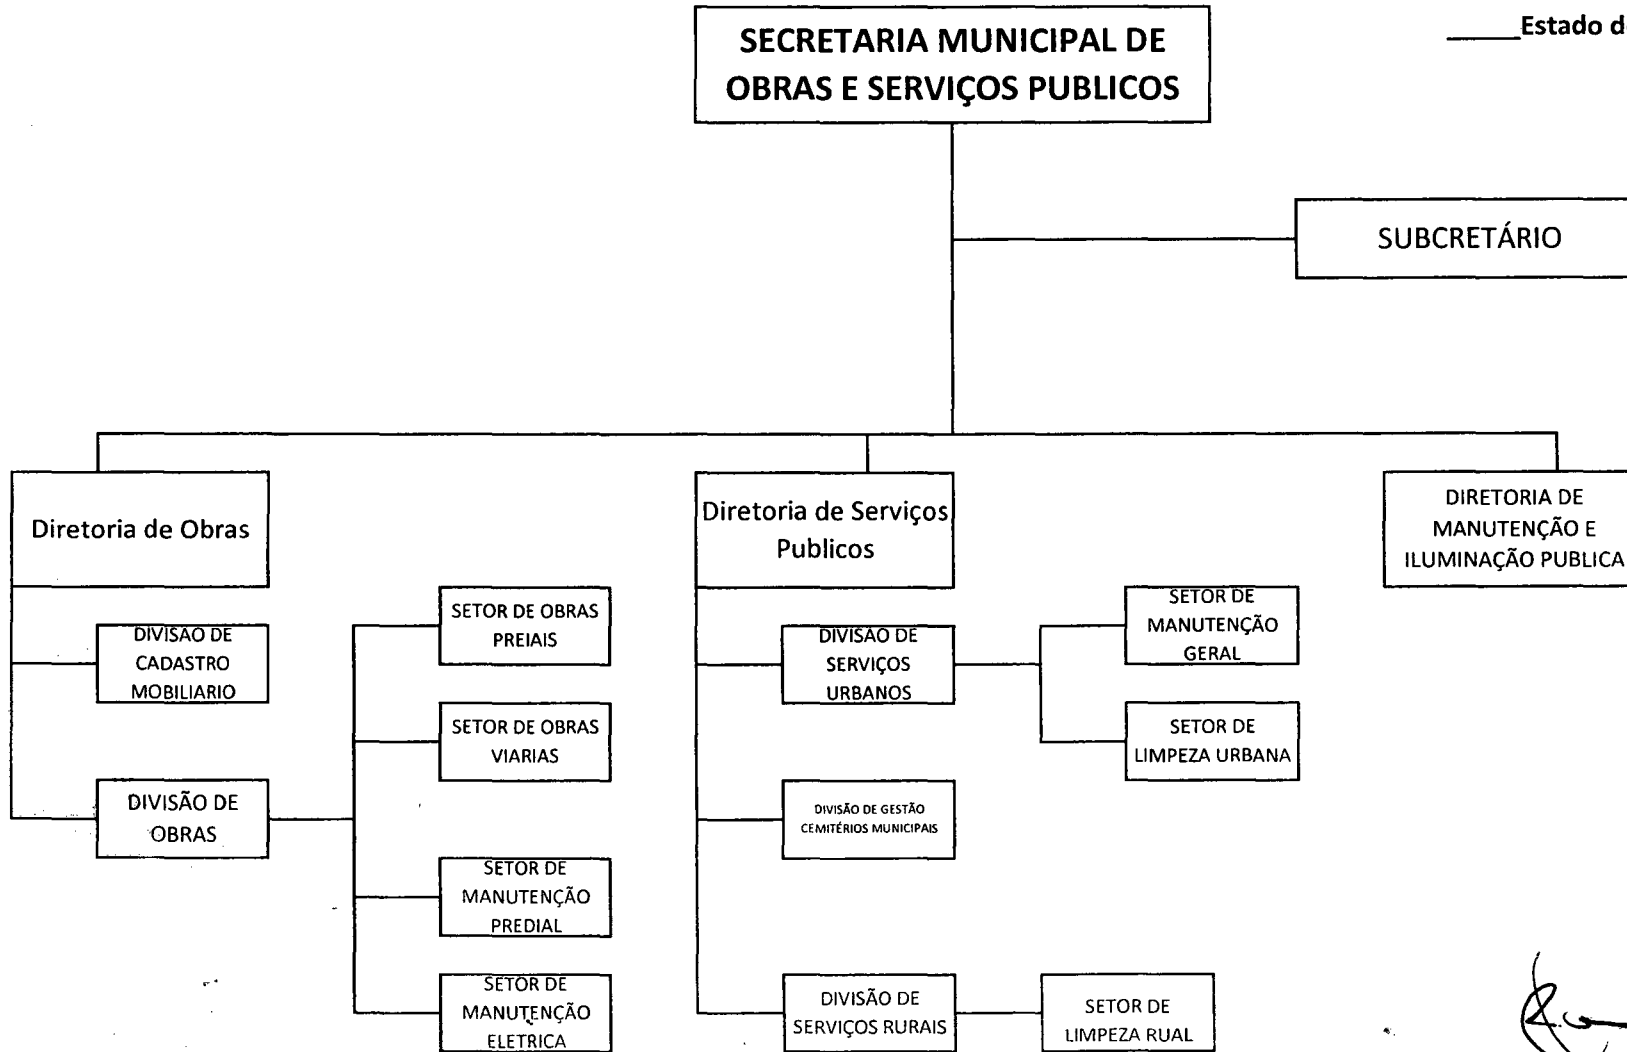 SECRETARIA MUNICIPAL DE
OBRAS E SERVIÇOS PUBLICOS
Estado d
SUBCRETÁRIO
Diretoria de Obras
Diretoria de Serviços
Publicos
DIRETORIA DE
MANUTENÇÃO E
ILUMINAÇÃO PUBLICA
DIVISAO DE
CADASTRO
MOBILIARIO
DIVISÃO DE
OBRAS
SETOR DE OBRAS
PREIAIS
SETOR DE OBRAS
VIARIAS
SETOR DE
MANUTENÇÃO
PREDIAL
SETOR DE
MANUTENÇÃO
ELETRICA
DIVISAO DE
SERVIÇOS
URBANOS
SETOR DE
MANUTENÇÃO
GERAL
SETOR DE
LIMPEZA URBANA
DIVISÃO DE GESTÃO
CEMITÉRIOS MUNICIPAIS
DIVISÃO DE
SERVIÇOS RURAIS
SETOR DE
LIMPEZA RUAL